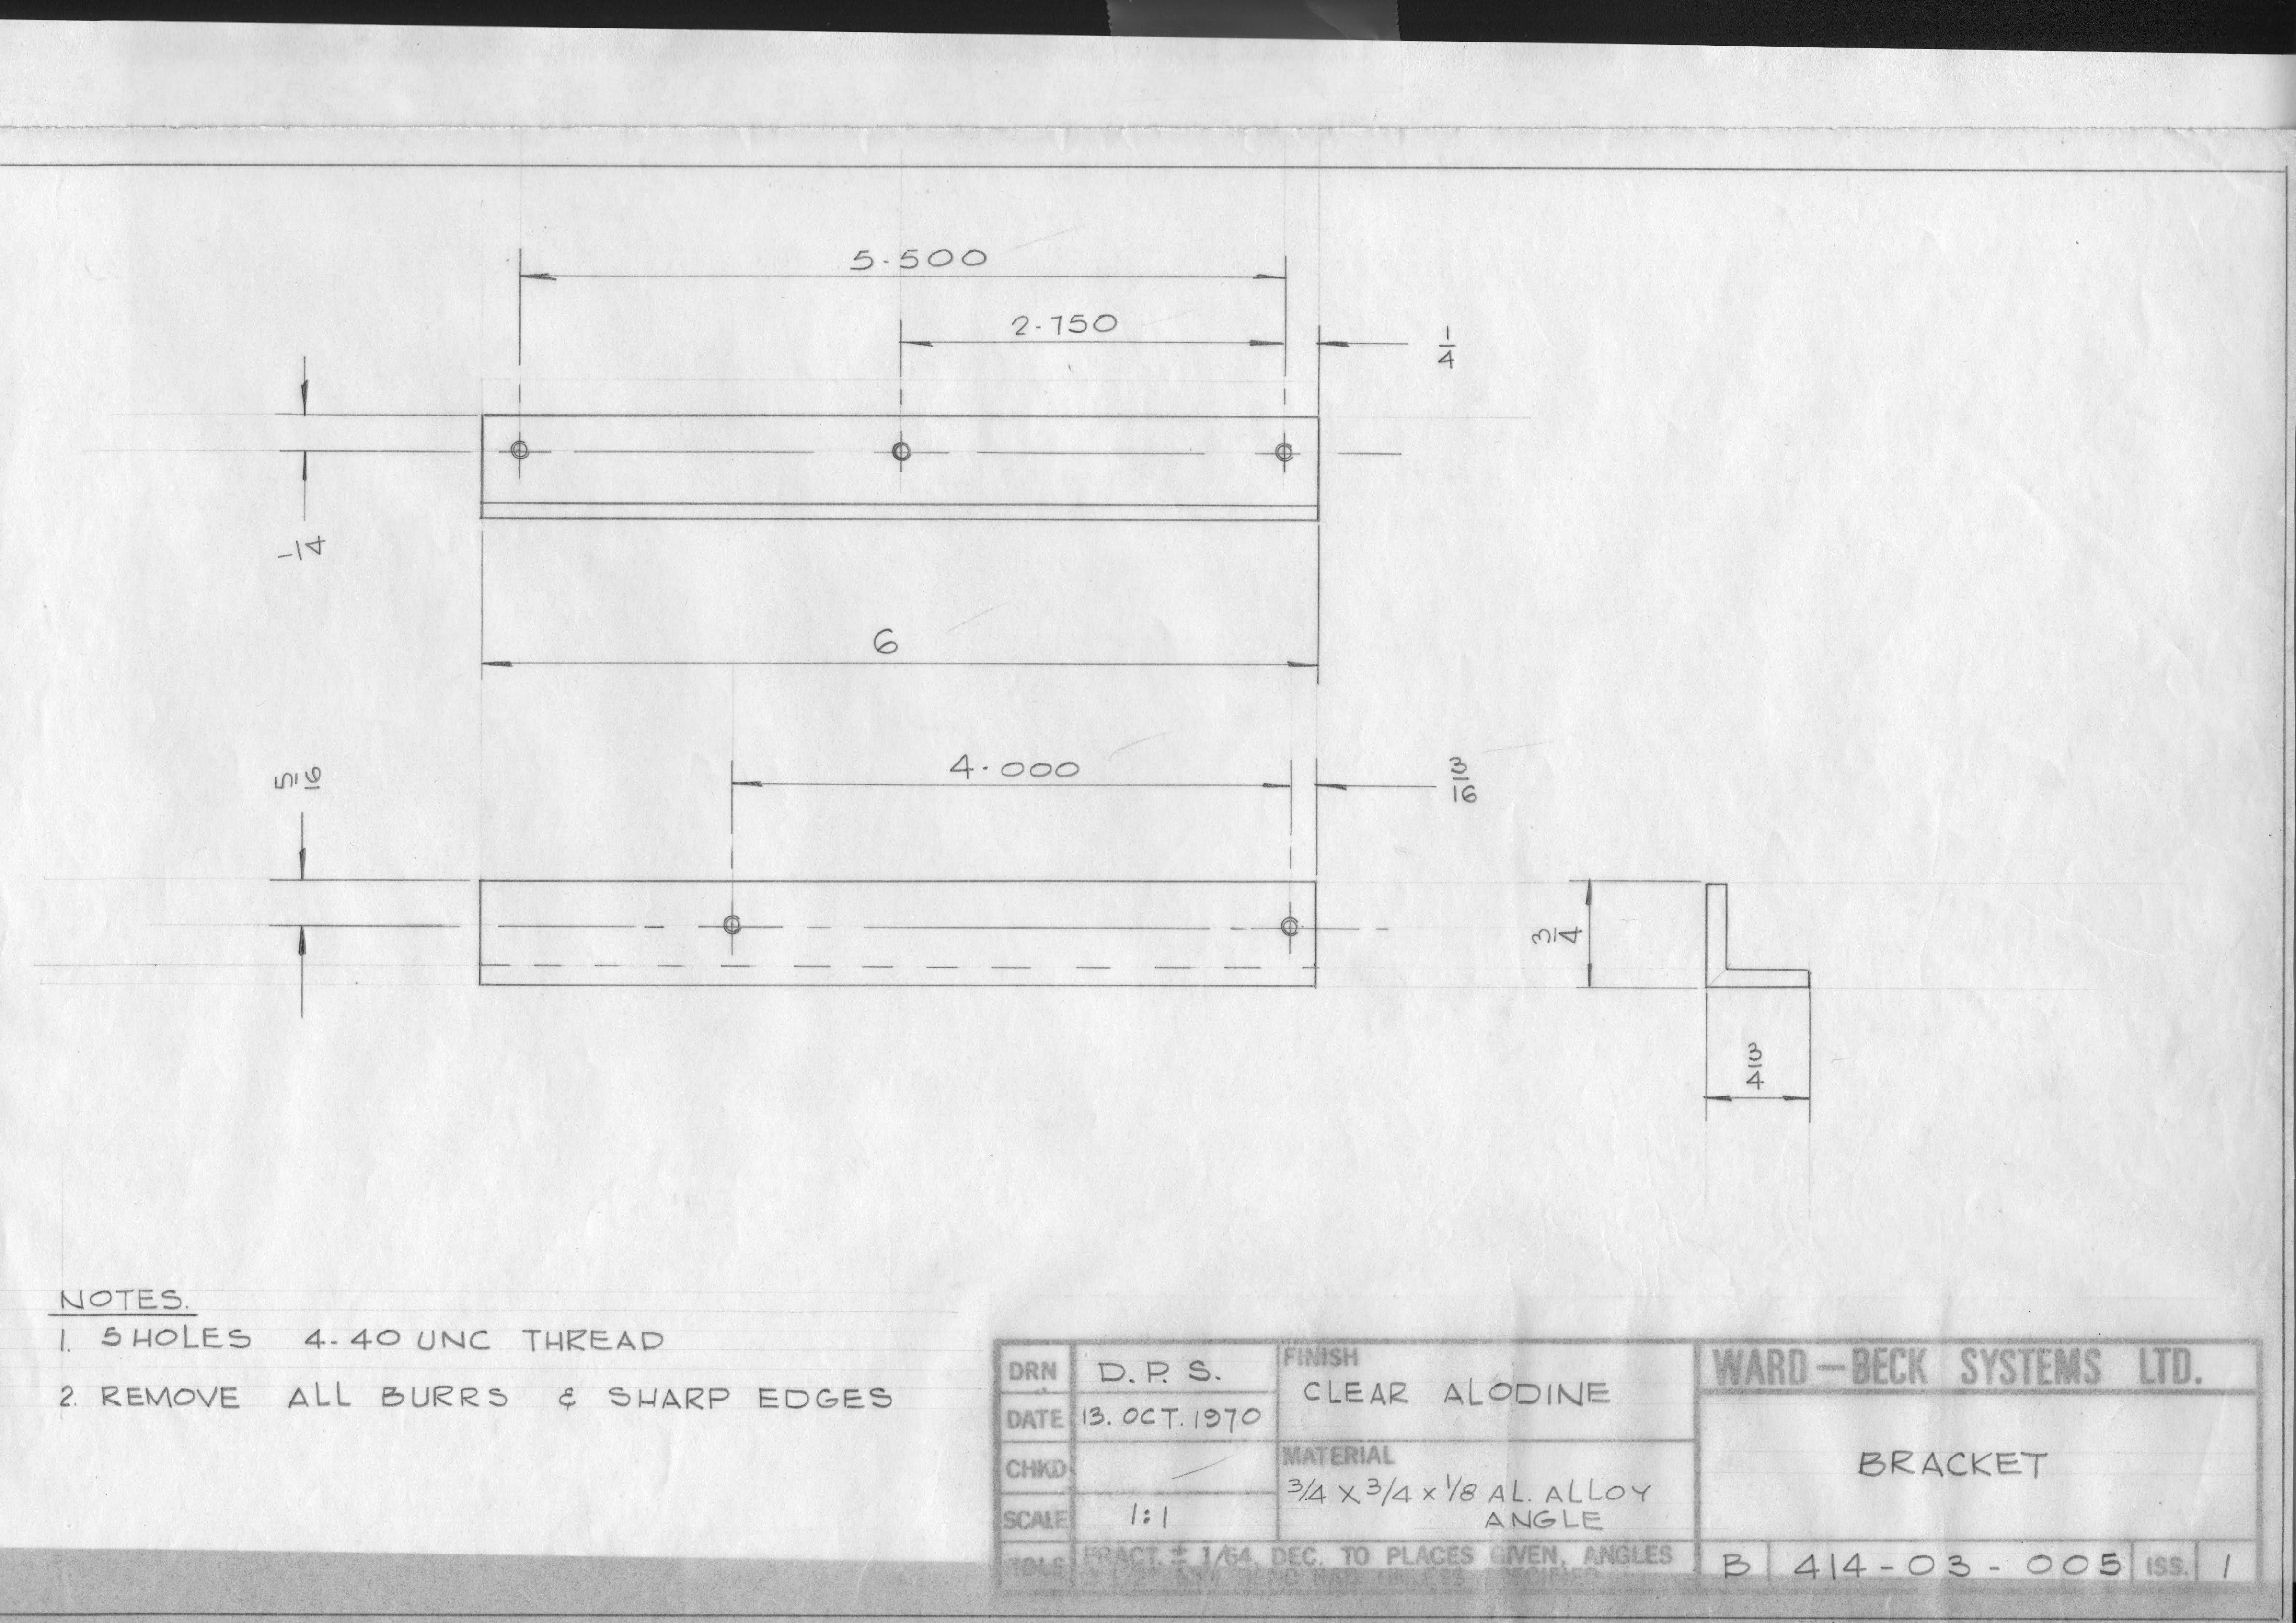 5.500
2.750
1/4
1/4
6
4.000
3/16
5/16
3/4
3/4
NOTES.
1. 5 HOLES 4-40 UNC THREAD
2. REMOVE ALL BURRS & SHARP EDGES
DRN D.P.S.
DATE 13. OCT. 1970
CHKD
SCALE 1:1
TOLS FRACT. ± 1/64, DEC. TO PLACES GIVEN, ANGLES
FINISH
CLEAR ALODINE
MATERIAL
3/4 x 3/4 x 1/8 AL. ALLOY
ANGLE
WARD-BECK SYSTEMS LTD.
BRACKET
B 414-03-005 ISS. 1